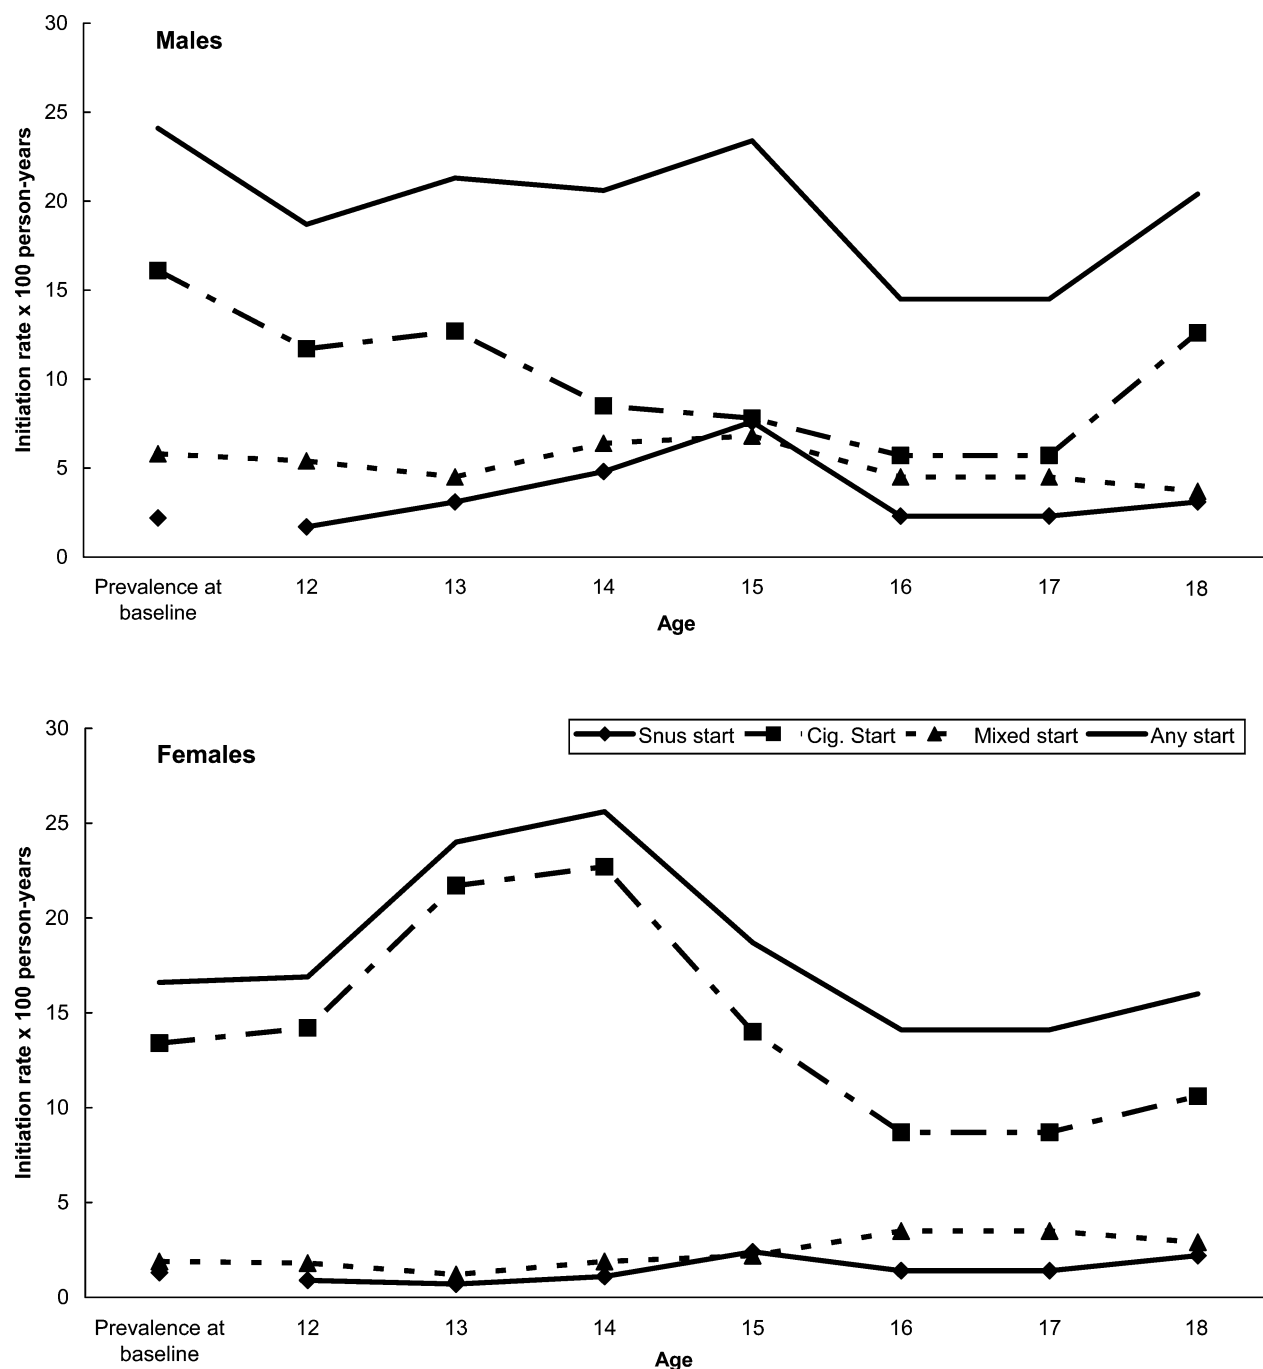 Males
Initiation rate x 100 person-years
30
25
20
15
10
5
0
Prevalence at
baseline
12
13
14
15
16
17
18
Age
Females
Snus start
Cig. Start
Mixed start
Any start
Initiation rate x 100 person-years
30
25
20
15
10
5
0
Prevalence at
baseline
12
13
14
15
16
17
18
Age